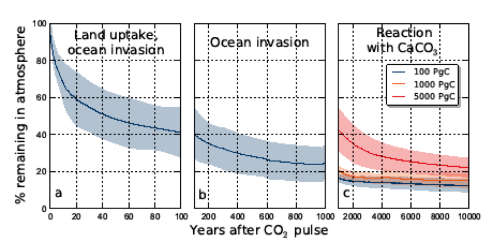 Land uptake,
ocean invasion
Ocean invasion
Reaction
with CaCO3
100 PgC
1000 PgC
5000 PgC
% remaining in atmosphere
100
80
60
40
20
0
a
b
c
0 20 40 60 80 100
200 400 600 800 1000
2000 4000 6000 8000 10000
Years after CO2 pulse